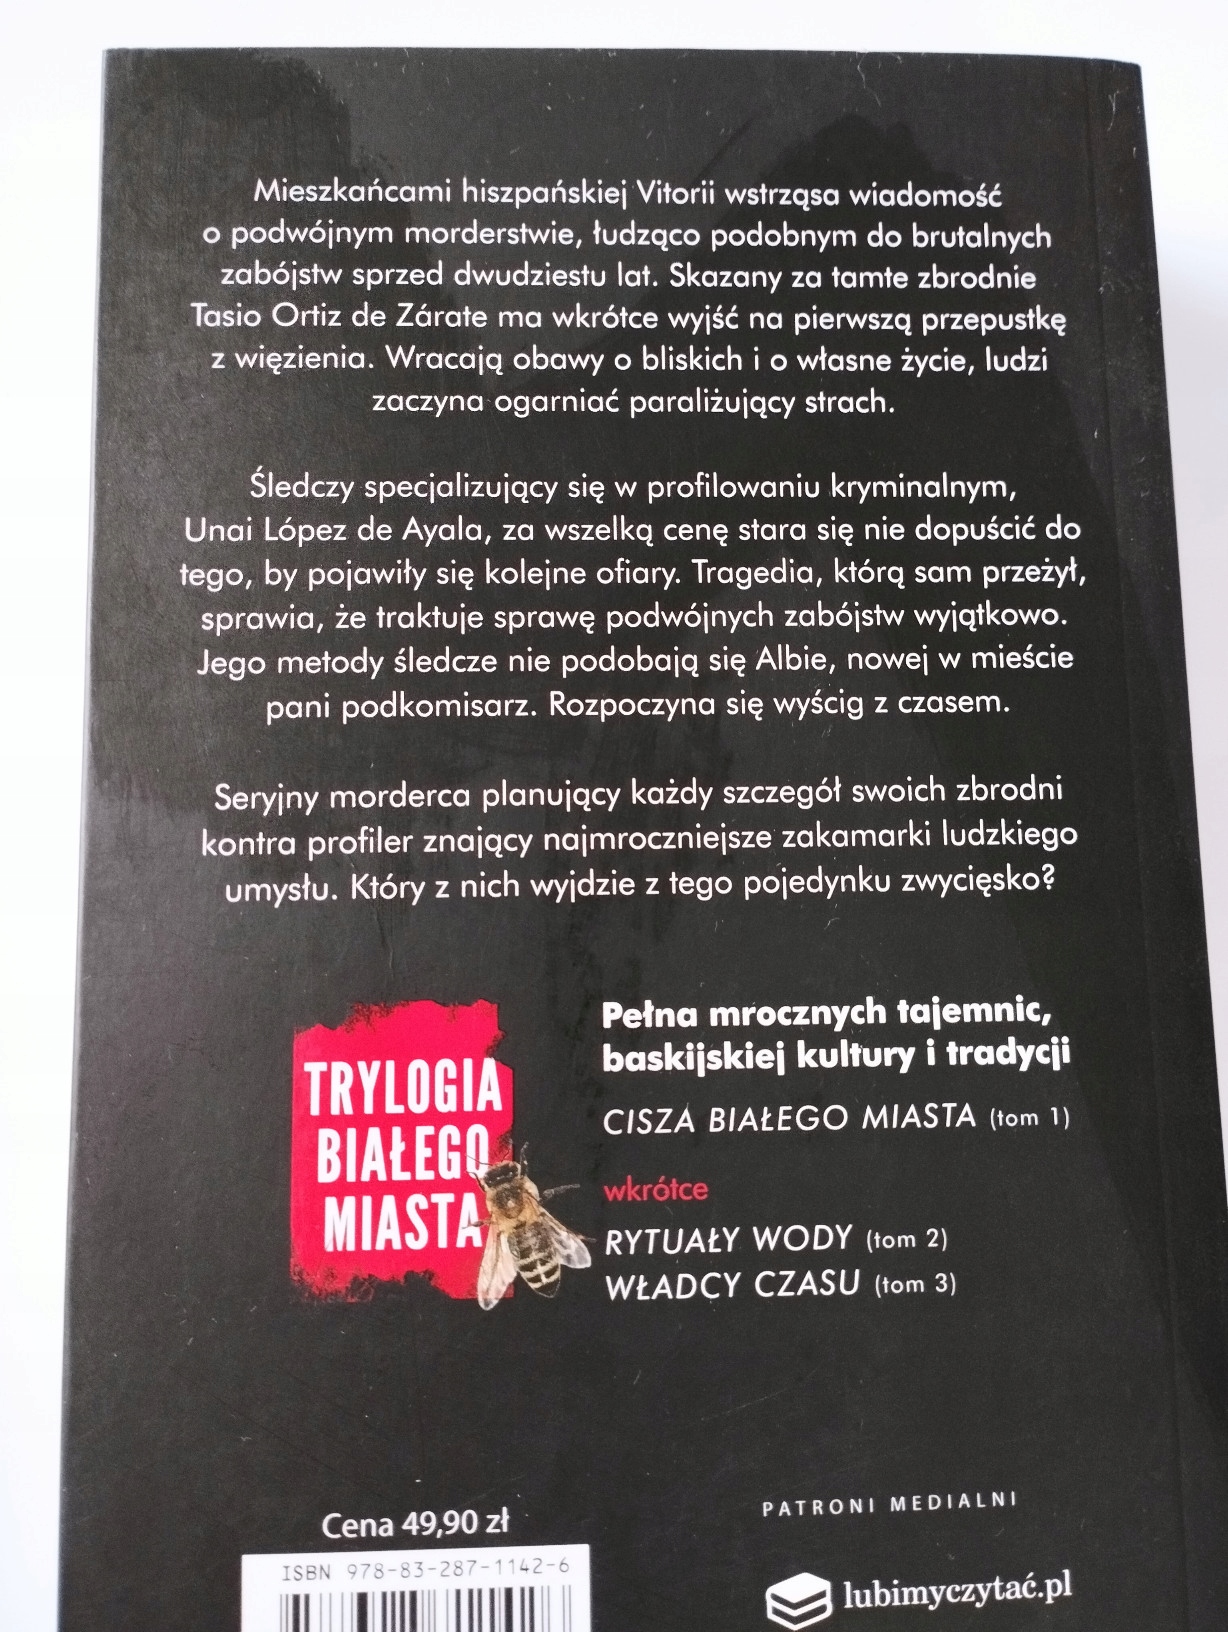 Mieszkańcami hiszpańskiej Vitorii wstrząsa wiadomość
o podwójnym morderstwie, łudząco podobnym do brutalnych
zabójstw sprzed dwudziestu lat. Skazany za tamte zbrodnie
Tasio Ortiz de Zárate ma wkrótce wyjść na pierwszą przepustkę
z więzienia. Wracają obawy o bliskich i o własne życie, ludzi
zaczyna ogarniać paraliżujący strach.
Śledczy specjalizujący się w profilowaniu kryminalnym,
Unai López de Ayala, za wszelką cenę stara się nie dopuścić do
tego, by pojawiły się kolejne ofiary. Tragedia, którą sam przeżył,
sprawia, że traktuje sprawę podwójnych zabójstw wyjątkowo.
Jego metody śledcze nie podobają się Albie, nowej w mieście
pani podkomisarz. Rozpoczyna się wyścig z czasem.
Seryjny morderca planujący każdy szczegół swoich zbrodni
kontra profiler znający najmroczniejsze zakamarki ludzkiego
umysłu. Który z nich wyjdzie z tego pojedynku zwycięsko?
TRYLOGIA
BIAŁEGO
MIASTA
Pełna mrocznych tajemnic,
baskijskiej kultury i tradycji
CISZA BIAŁEGO MIASTA (tom 1)
wkrótce
RYTUAŁY WODY (tom 2)
WŁADCY CZASU (tom 3)
Cena 49,90 zł
ISBN 978-83-287-1142-6
PATRONI MEDIALNI
lubimyczytać.pl